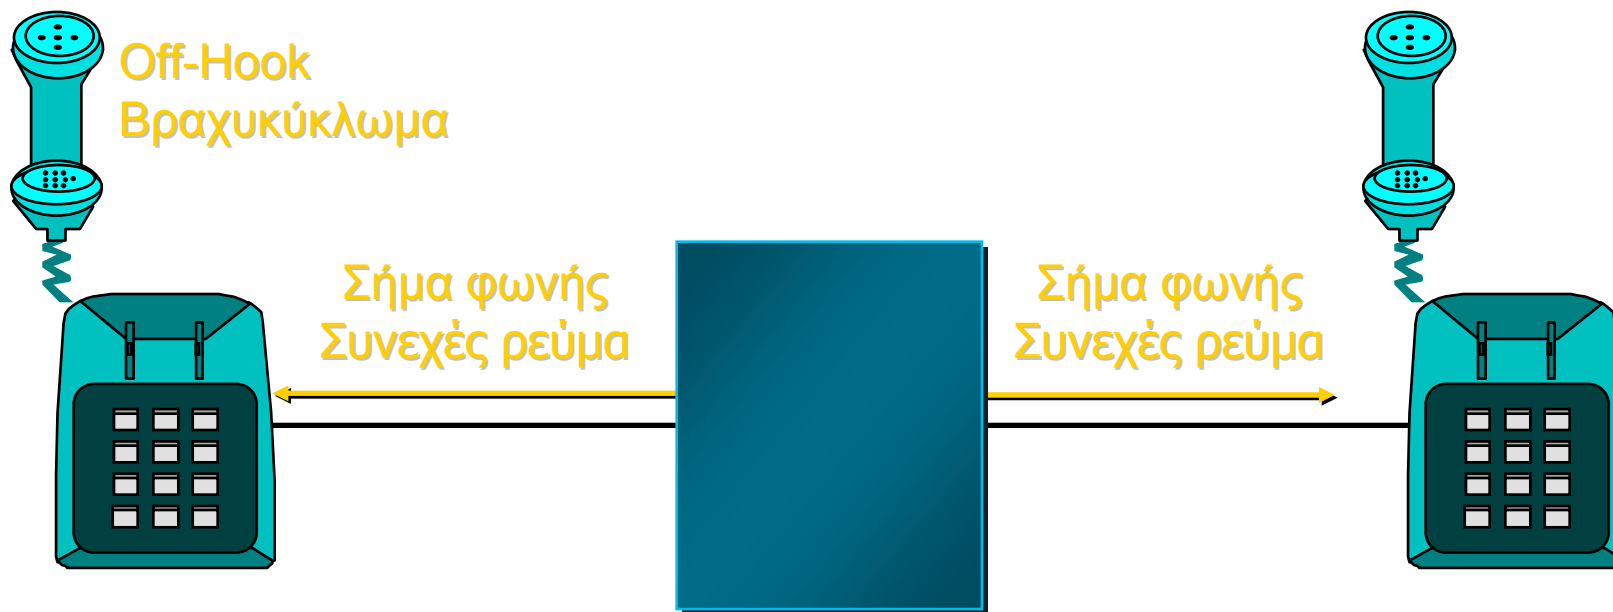 Off-Hook
Βραχυκύκλωμα
Σήμα φωνής
Συνεχές ρεύμα
Σήμα φωνής
Συνεχές ρεύμα